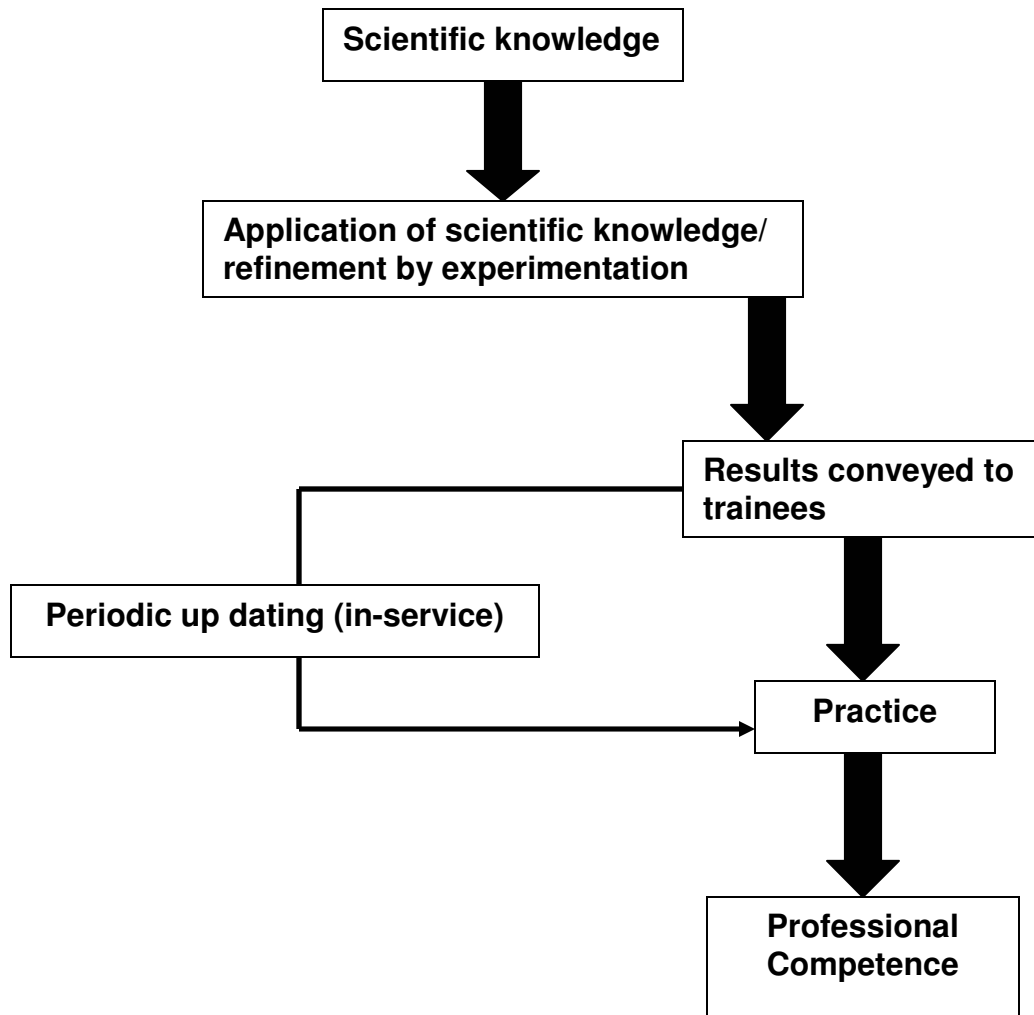 Scientific knowledge
Application of scientific knowledge/
refinement by experimentation
Results conveyed to
trainees
Periodic up dating (in-service)
Practice
Professional
Competence